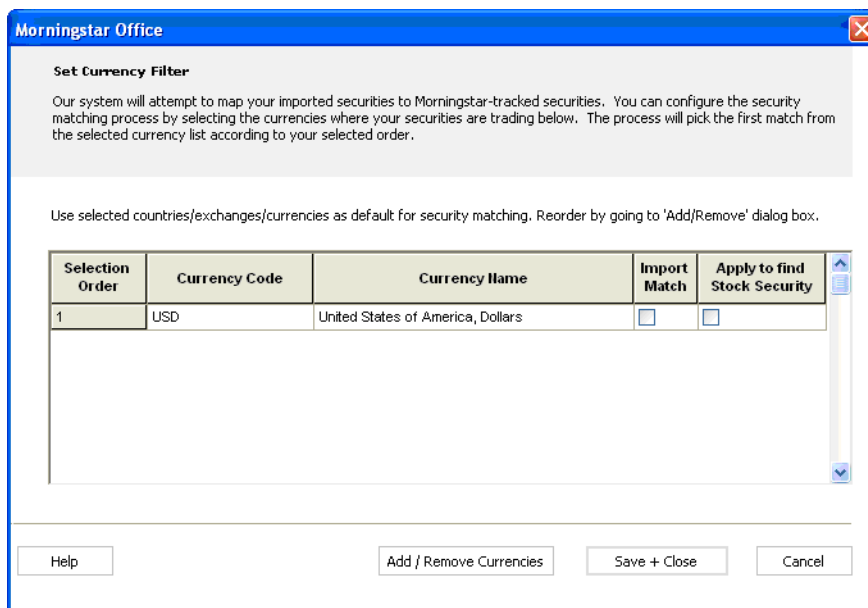 Morningstar Office
Set Currency Filter
Our system will attempt to map your imported securities to Morningstar-tracked securities. You can configure the security
matching process by selecting the currencies where your securities are trading below. The process will pick the first match from
the selected currency list according to your selected order.
Use selected countries/exchanges/currencies as default for security matching. Reorder by going to 'Add/Remove' dialog box.
Selection Order Currency Code Currency Name Import Match Apply to find Stock Security
1 USD United States of America, Dollars
Help Add / Remove Currencies Save + Close Cancel